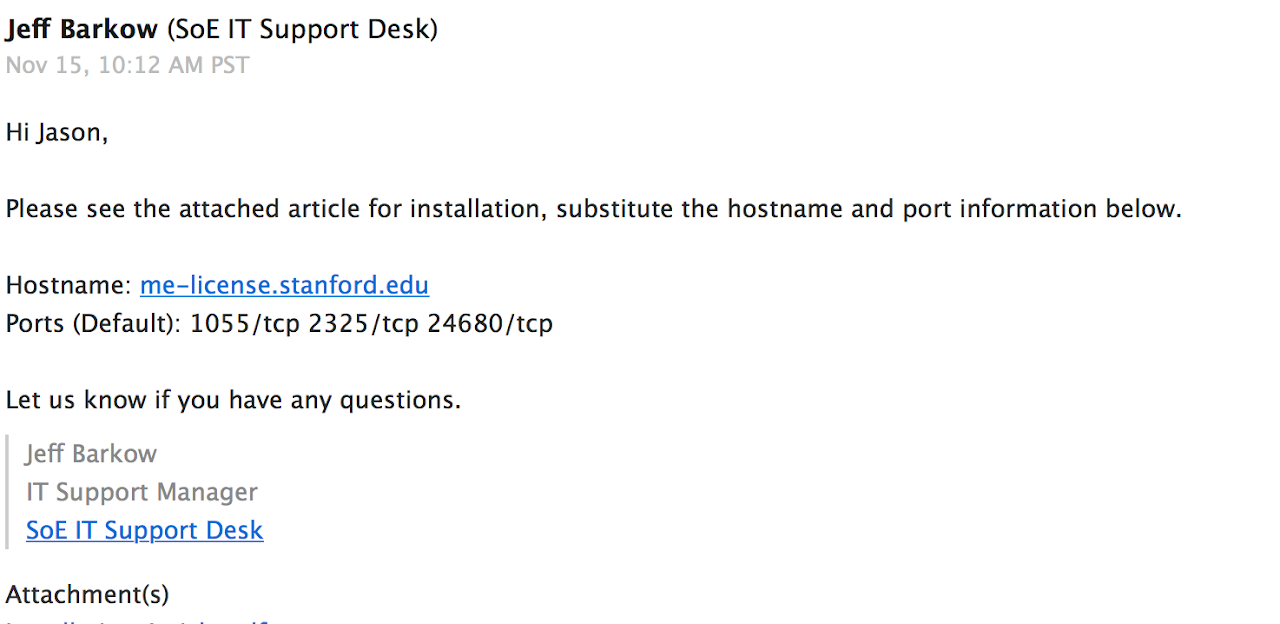 Jeff Barkow (SoE IT Support Desk)
Nov 15, 10:12 AM PST
Hi Jason,
Please see the attached article for installation, substitute the hostname and port information below.
Hostname: me-license.stanford.edu
Ports (Default): 1055/tcp 2325/tcp 24680/tcp
Let us know if you have any questions.
Jeff Barkow
IT Support Manager
SoE IT Support Desk
Attachment(s)